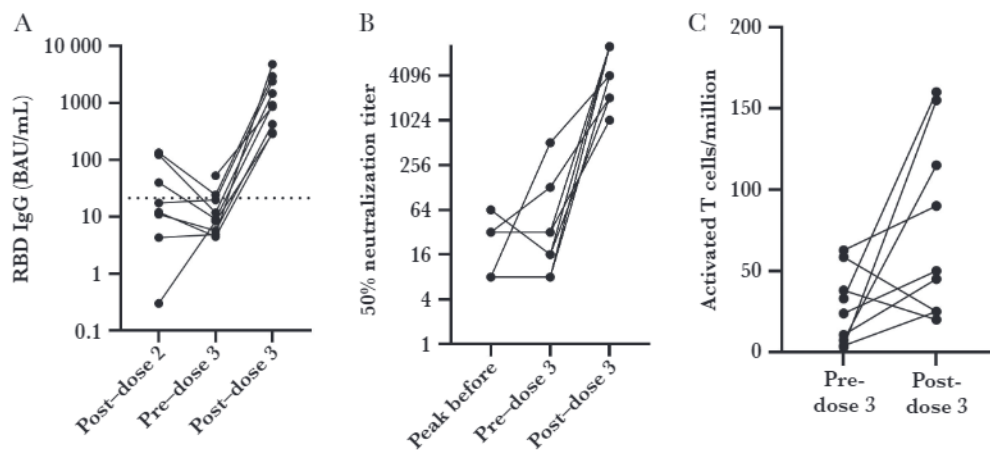 A
RBD IgG (BAU/mL)
10 000
1000
100
10
1
0.1
Post–dose 2
Pre–dose 3
Post–dose 3
B
50% neutralization titer
4096
1024
256
64
16
4
1
Peak before
Pre–dose 3
Post–dose 3
C
Activated T cells/million
200
150
100
50
0
Pre-
dose 3
Post-
dose 3